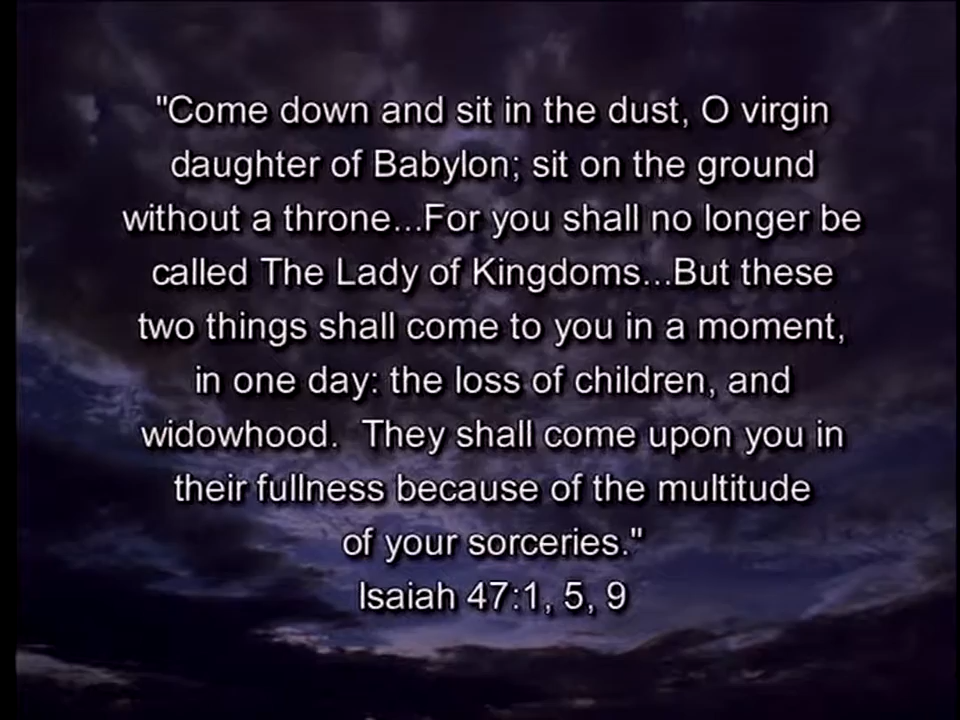 "Come down and sit in the dust, O virgin
daughter of Babylon; sit on the ground
without a throne...For you shall no longer be
called The Lady of Kingdoms...But these
two things shall come to you in a moment,
in one day: the loss of children, and
widowhood.  They shall come upon you in
their fullness because of the multitude
of your sorceries."
Isaiah 47:1, 5, 9